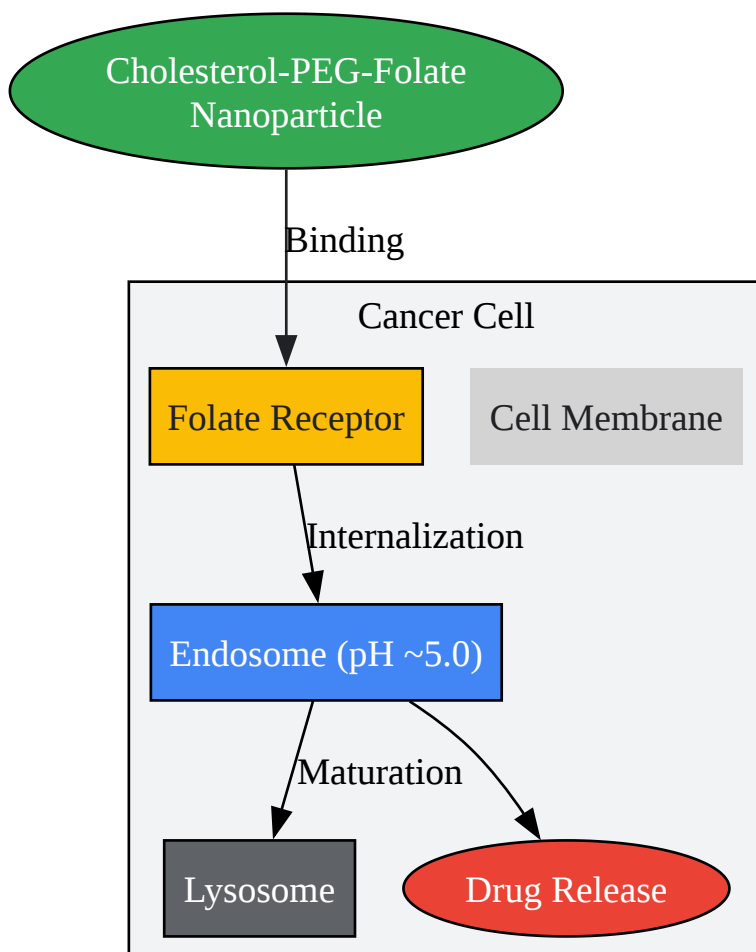 Cholesterol-PEG-Folate
Nanoparticle
Binding
Cancer Cell
Folate Receptor
Cell Membrane
Internalization
Endosome (pH ~5.0)
Maturation
Lysosome
Drug Release